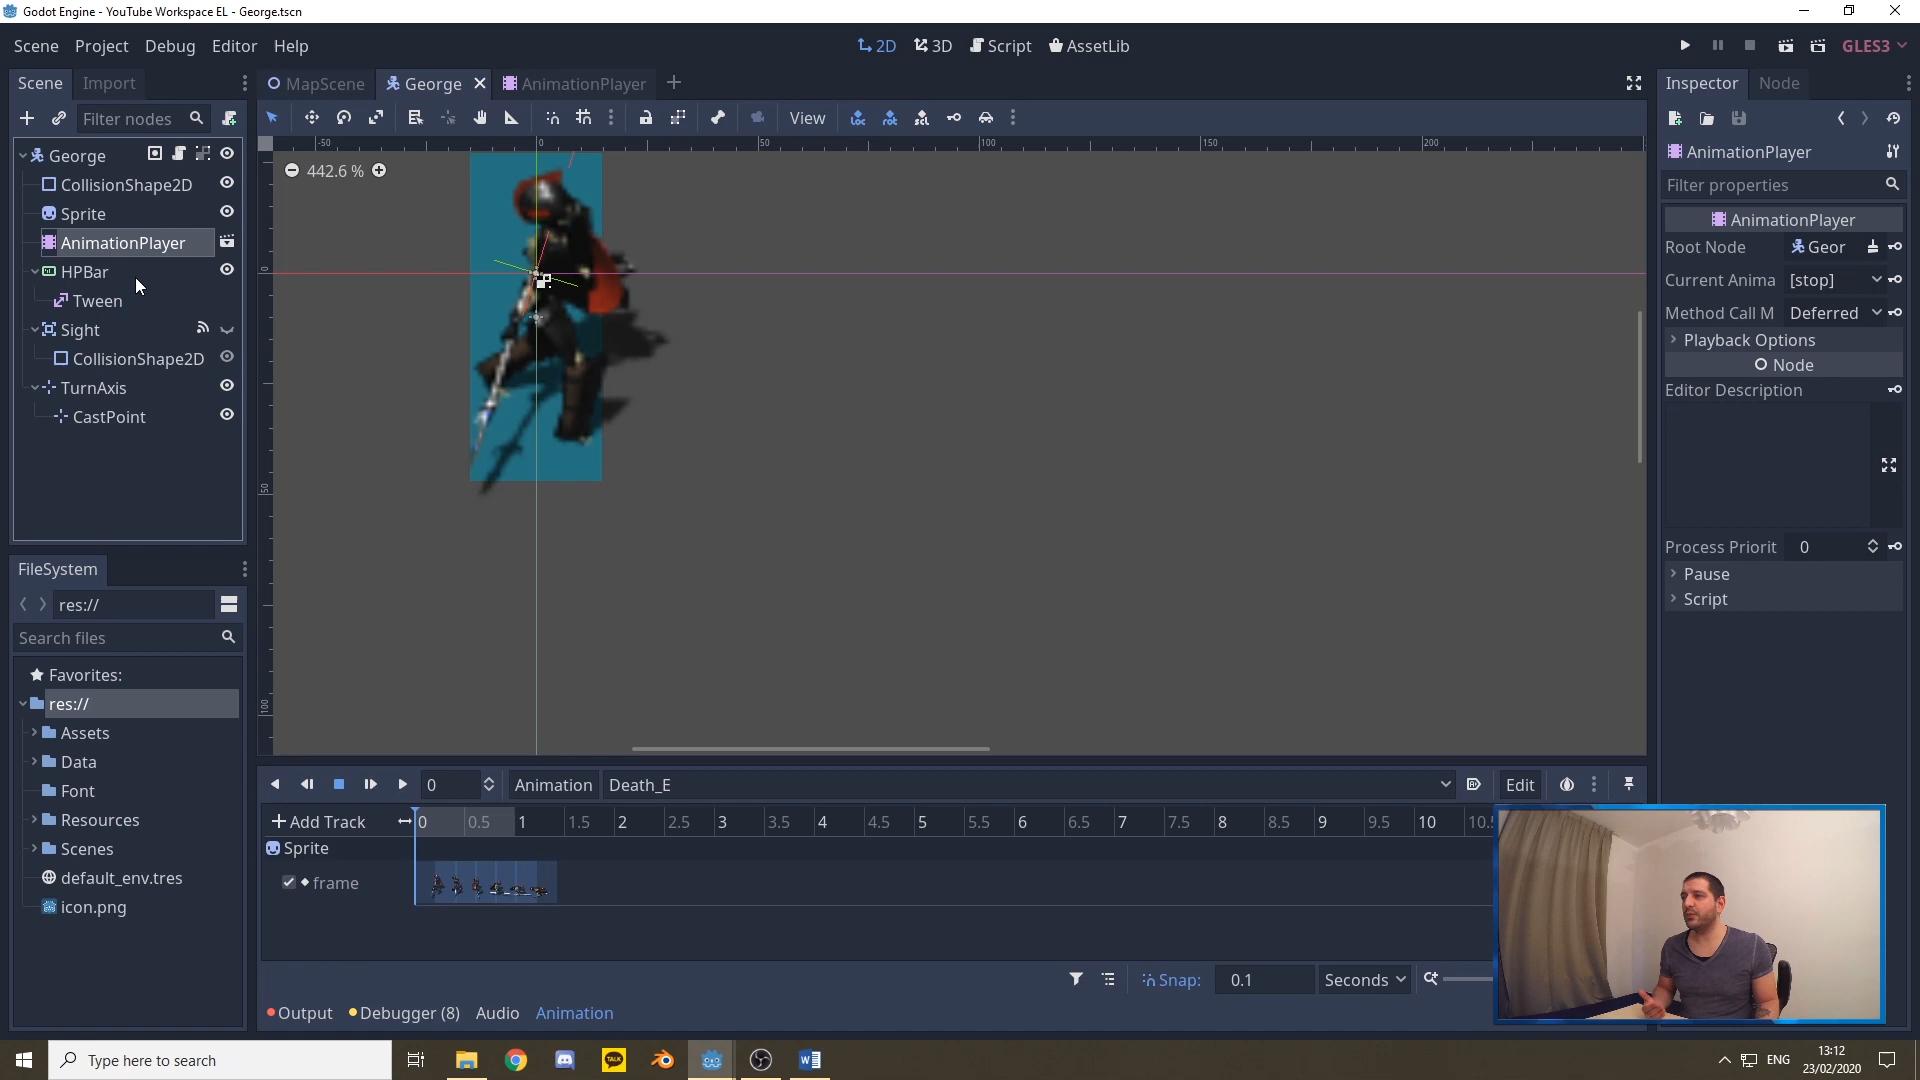 Godot Engine - YouTube Workspace EL - George.tscn
Scene Project Debug Editor Help
2D 3D Script AssetLib
GLES3
Scene Import
MapScene George AnimationPlayer
Inspector Node
Filter nodes
View
George
CollisionShape2D
Sprite
AnimationPlayer
HPBar
Tween
Sight
CollisionShape2D
TurnAxis
CastPoint
-50 0 50 100 150 200
442.6 %
0
50
100
AnimationPlayer
Filter properties
AnimationPlayer
Root Node Geor
Current Anima [stop]
Method Call M Deferred
Playback Options
Node
Editor Description
Process Priorit 0
Pause
Script
FileSystem
res://
Search files
Favorites:
res://
Assets
Data
Font
Resources
Scenes
default_env.tres
icon.png
0 Animation Death_E Edit
Add Track 0 0.5 1 1.5 2 2.5 3 3.5 4 4.5 5 5.5 6 6.5 7 7.5 8 8.5 9 9.5 10 10.5
Sprite
frame
Snap: 0.1 Seconds
Output Debugger (8) Audio Animation
Type here to search
TALK
ENG
13:12
23/02/2020